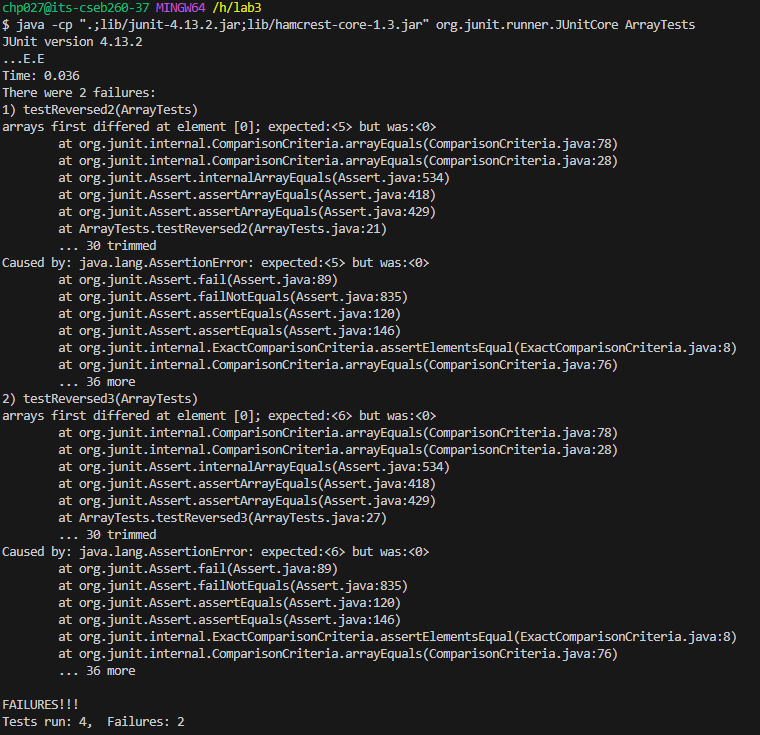 chp027@its-cseb260-37 MINGW64 /h/lab3
$ java -cp ".;lib/junit-4.13.2.jar;lib/hamcrest-core-1.3.jar" org.junit.runner.JUnitCore ArrayTests
JUnit version 4.13.2
...E.E
Time: 0.036
There were 2 failures:
1) testReversed2(ArrayTests)
arrays first differed at element [0]; expected:<5> but was:<0>
        at org.junit.internal.ComparisonCriteria.arrayEquals(ComparisonCriteria.java:78)
        at org.junit.internal.ComparisonCriteria.arrayEquals(ComparisonCriteria.java:28)
        at org.junit.Assert.internalArrayEquals(Assert.java:534)
        at org.junit.Assert.assertArrayEquals(Assert.java:418)
        at org.junit.Assert.assertArrayEquals(Assert.java:429)
        at ArrayTests.testReversed2(ArrayTests.java:21)
        ... 30 trimmed
Caused by: java.lang.AssertionError: expected:<5> but was:<0>
        at org.junit.Assert.fail(Assert.java:89)
        at org.junit.Assert.failNotEquals(Assert.java:835)
        at org.junit.Assert.assertEquals(Assert.java:120)
        at org.junit.Assert.assertEquals(Assert.java:146)
        at org.junit.internal.ExactComparisonCriteria.assertElementsEqual(ExactComparisonCriteria.java:8)
        at org.junit.internal.ComparisonCriteria.arrayEquals(ComparisonCriteria.java:76)
        ... 36 more
2) testReversed3(ArrayTests)
arrays first differed at element [0]; expected:<6> but was:<0>
        at org.junit.internal.ComparisonCriteria.arrayEquals(ComparisonCriteria.java:78)
        at org.junit.internal.ComparisonCriteria.arrayEquals(ComparisonCriteria.java:28)
        at org.junit.Assert.internalArrayEquals(Assert.java:534)
        at org.junit.Assert.assertArrayEquals(Assert.java:418)
        at org.junit.Assert.assertArrayEquals(Assert.java:429)
        at ArrayTests.testReversed3(ArrayTests.java:27)
        ... 30 trimmed
Caused by: java.lang.AssertionError: expected:<6> but was:<0>
        at org.junit.Assert.fail(Assert.java:89)
        at org.junit.Assert.failNotEquals(Assert.java:835)
        at org.junit.Assert.assertEquals(Assert.java:120)
        at org.junit.Assert.assertEquals(Assert.java:146)
        at org.junit.internal.ExactComparisonCriteria.assertElementsEqual(ExactComparisonCriteria.java:8)
        at org.junit.internal.ComparisonCriteria.arrayEquals(ComparisonCriteria.java:76)
        ... 36 more

FAILURES!!!
Tests run: 4,  Failures: 2